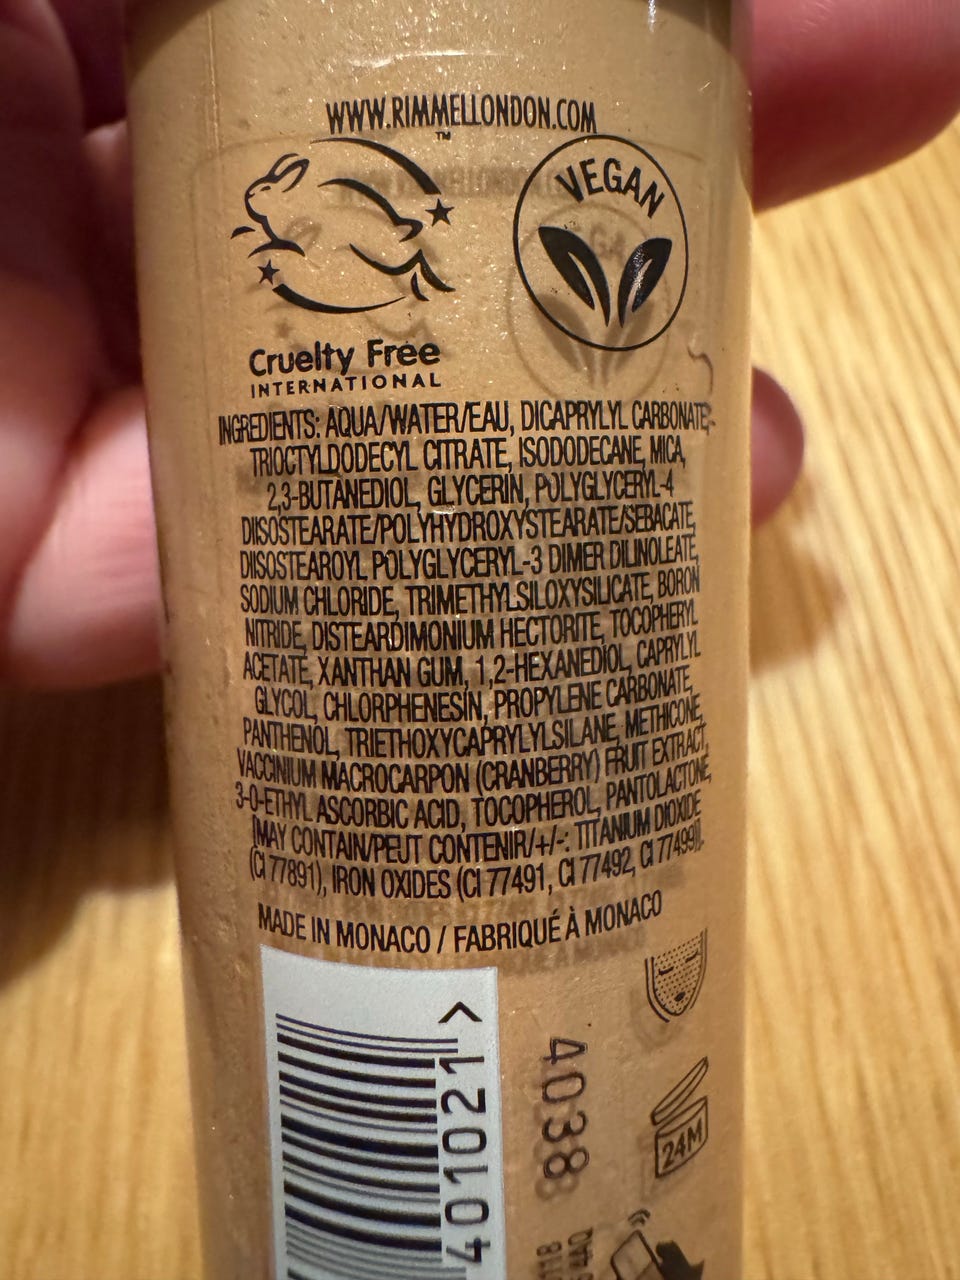 WWW.RIMMELLONDON.COM
TM
VEGAN
Cruelty Free
INTERNATIONAL
INGREDIENTS: AQUA/WATER/EAU, DICAPRYLYL CARBONATE,
TRIOCTYLDODECYL CITRATE, ISODODECANE, MICA,
2,3-BUTANEDIOL, GLYCERIN, POLYGLYCERYL-4
DIISOSTEARATE/POLYHYDROXYSTEARATE/SEBACATE,
DIISOSTEAROYL POLYGLYCERYL-3 DIMER DILINOLEATE,
SODIUM CHLORIDE, TRIMETHYLSILOXYSILICATE, BORON
NITRIDE, DISTEARDIMONIUM HECTORITE, TOCOPHERYL
ACETATE, XANTHAN GUM, 1,2-HEXANEDIOL, CAPRYLYL
GLYCOL, CHLORPHENESIN, PROPYLENE CARBONATE,
PANTHENOL, TRIETHOXYCAPRYLYLSILANE, METHICONE,
VACCINIUM MACROCARPON (CRANBERRY) FRUIT EXTRACT,
3-O-ETHYL ASCORBIC ACID, TOCOPHEROL, PANTOLACTONE,
[MAY CONTAIN/PEUT CONTENIR/+/-: TITANIUM DIOXIDE
(CI 77891), IRON OXIDES (CI 77491, CI 77492, CI 77499)].
MADE IN MONACO / FABRIQUÉ À MONACO
401021 >
4038
24M